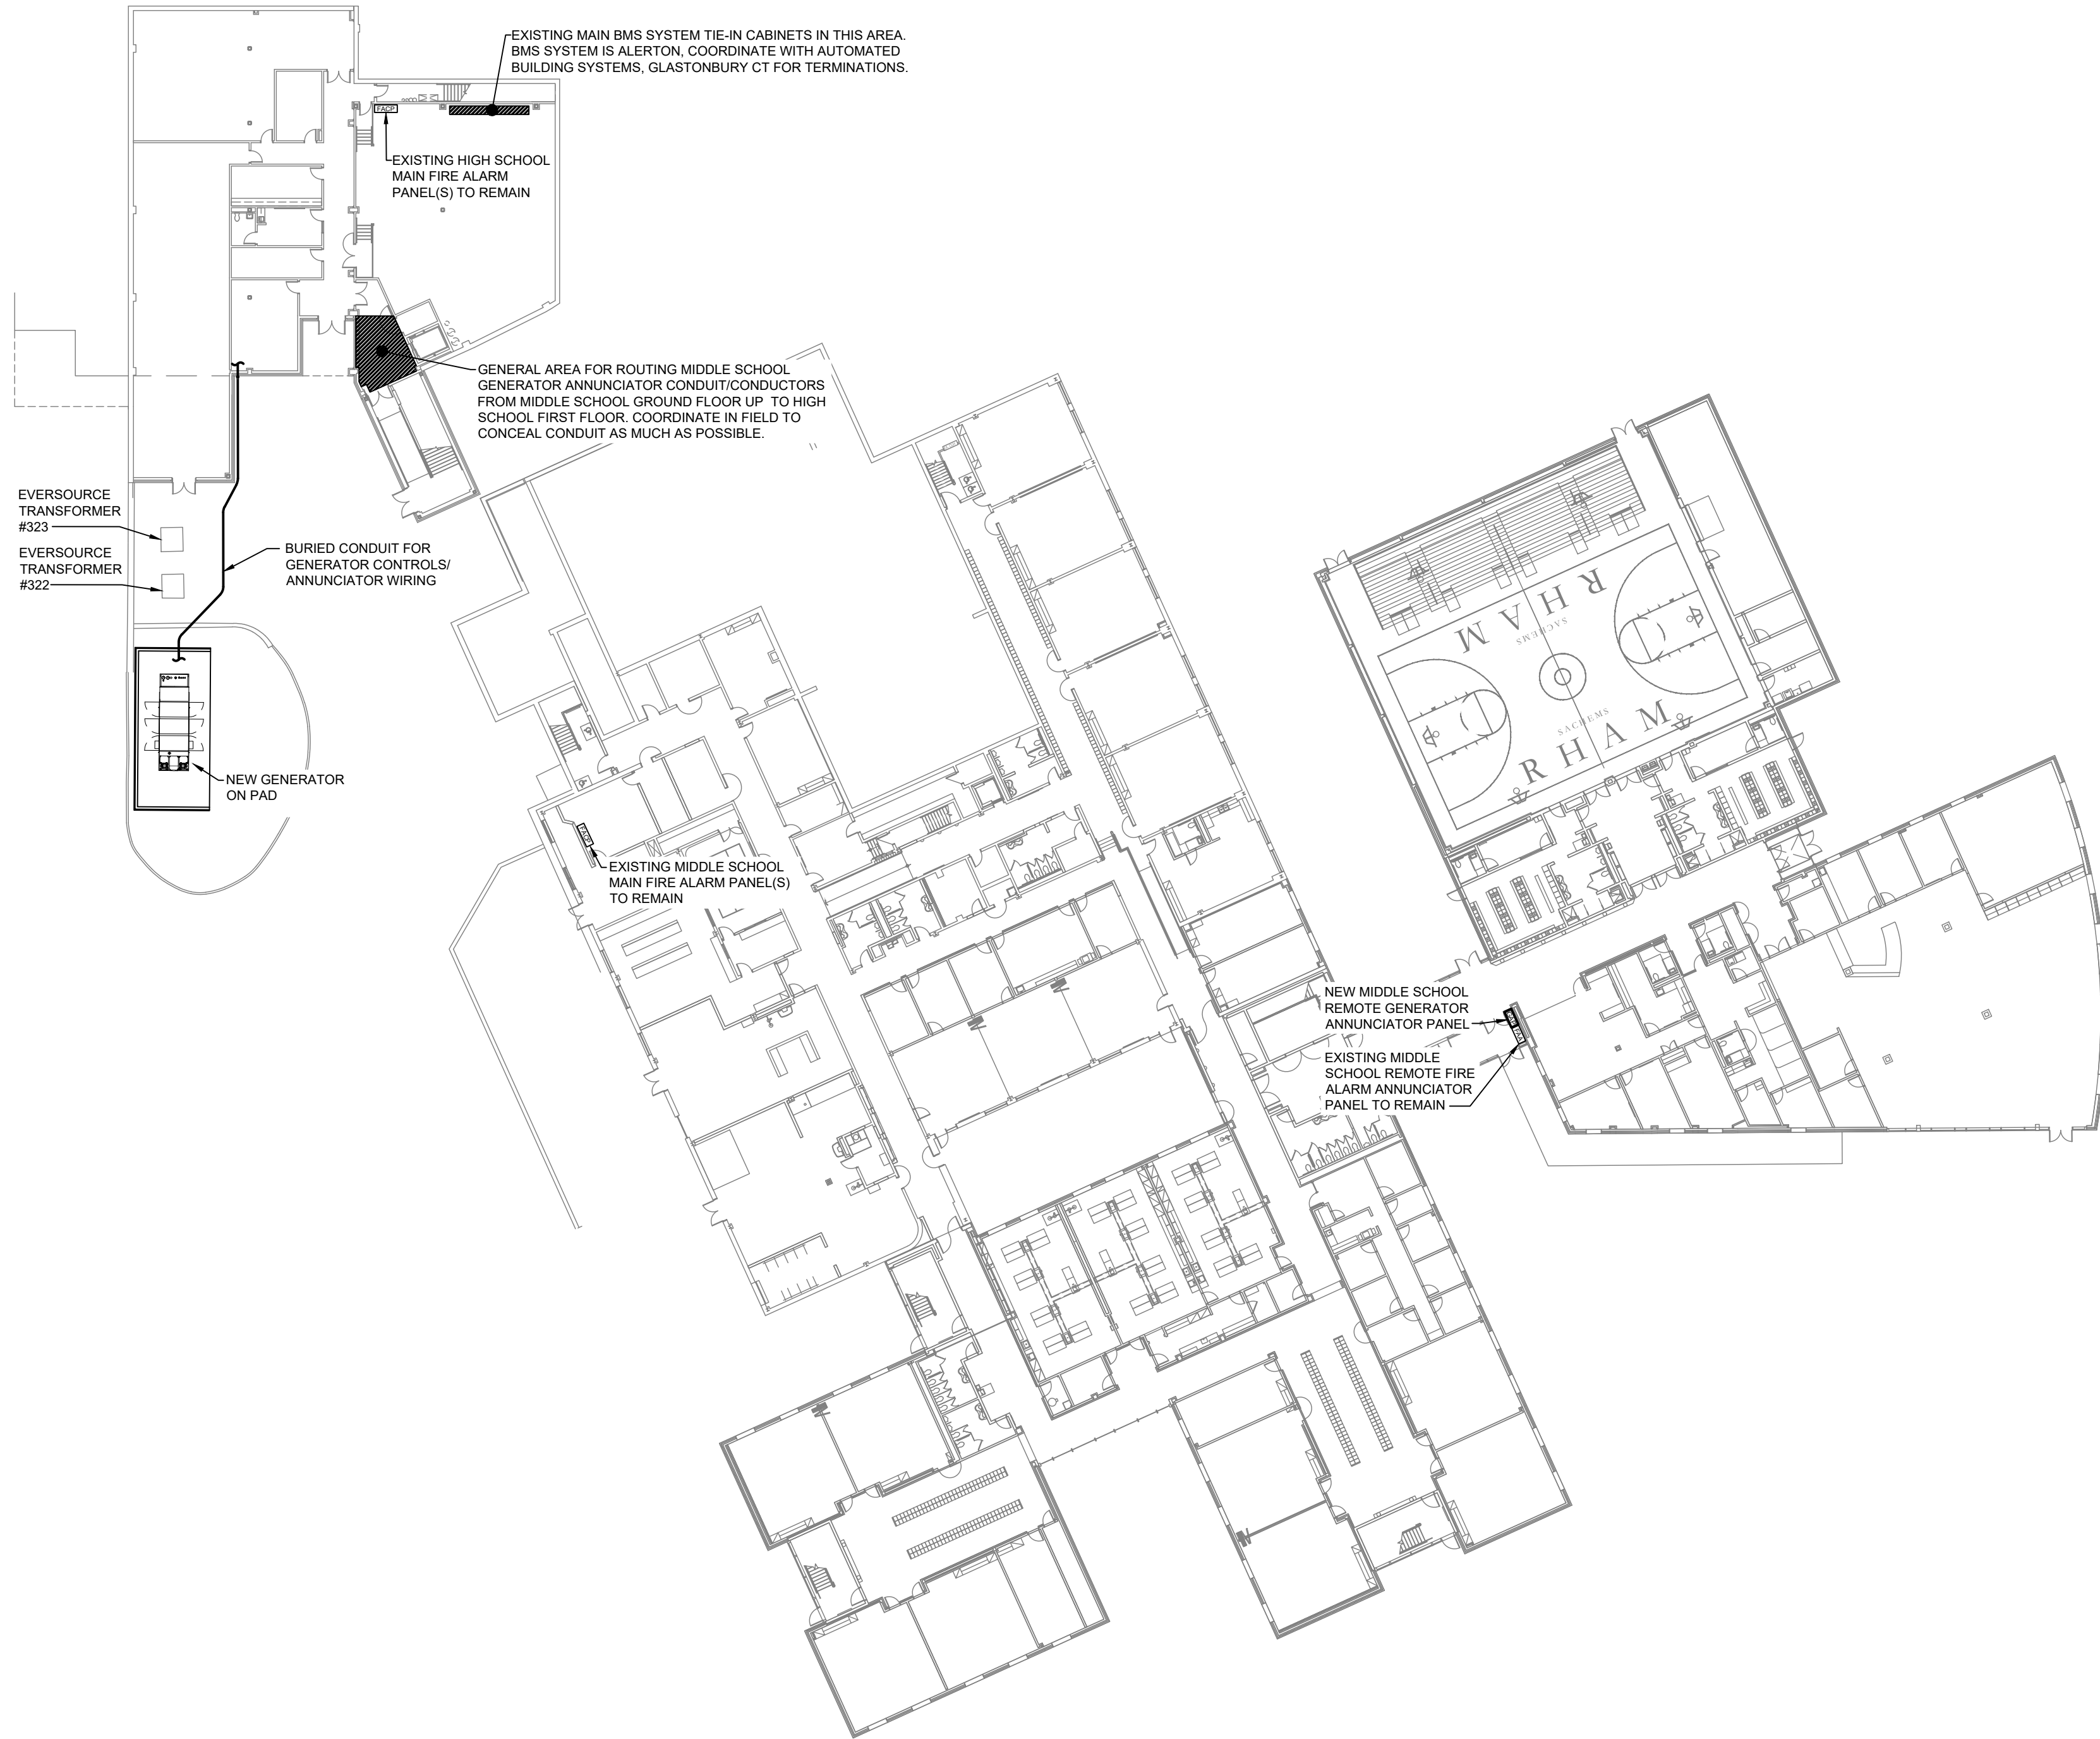 EXISTING MAIN BMS SYSTEM TIE-IN CABINETS IN THIS AREA.
BMS SYSTEM IS ALERTON, COORDINATE WITH AUTOMATED
BUILDING SYSTEMS, GLASTONBURY CT FOR TERMINATIONS.
FACP
EXISTING HIGH SCHOOL
MAIN FIRE ALARM
PANEL(S) TO REMAIN
GENERAL AREA FOR ROUTING MIDDLE SCHOOL
GENERATOR ANNUNCIATOR CONDUIT/CONDUCTORS
FROM MIDDLE SCHOOL GROUND FLOOR UP TO HIGH
SCHOOL FIRST FLOOR. COORDINATE IN FIELD TO
CONCEAL CONDUIT AS MUCH AS POSSIBLE.
EVERSOURCE
TRANSFORMER
#323
EVERSOURCE
TRANSFORMER
#322
BURIED CONDUIT FOR
GENERATOR CONTROLS/
ANNUNCIATOR WIRING
NEW GENERATOR
ON PAD
FACP
EXISTING MIDDLE SCHOOL
MAIN FIRE ALARM PANEL(S)
TO REMAIN
RHAM
SACHEMS
SACHEMS
RHAM
NEW MIDDLE SCHOOL
REMOTE GENERATOR
ANNUNCIATOR PANEL
EXISTING MIDDLE
SCHOOL REMOTE FIRE
ALARM ANNUNCIATOR
PANEL TO REMAIN